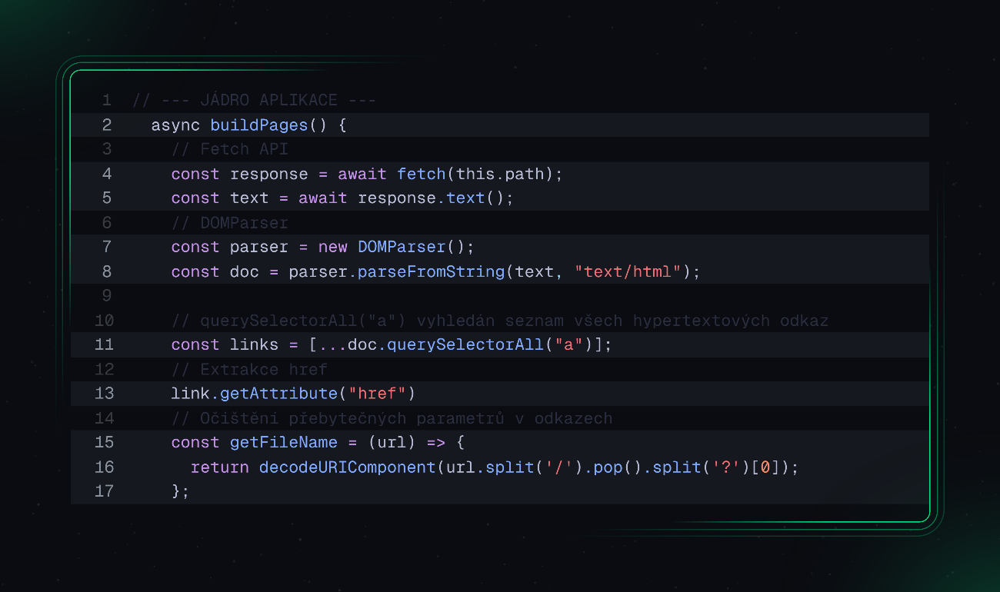 1 // --- JÁDRO APLIKACE ---
2 async buildPages() {
3 // Fetch API
4 const response = await fetch(this.path);
5 const text = await response.text();
6 // DOMParser
7 const parser = new DOMParser();
8 const doc = parser.parseFromString(text, "text/html");
9
10 // querySelectorAll("a") vyhledán seznam všech hypertextových odkaz
11 const links = [...doc.querySelectorAll("a")];
12 // Extrakce href
13 link.getAttribute("href")
14 // Očištění přebytečných parametrů v odkazech
15 const getFileName = (url) => {
16 return decodeURIComponent(url.split('/').pop().split('?')[0]);
17 };